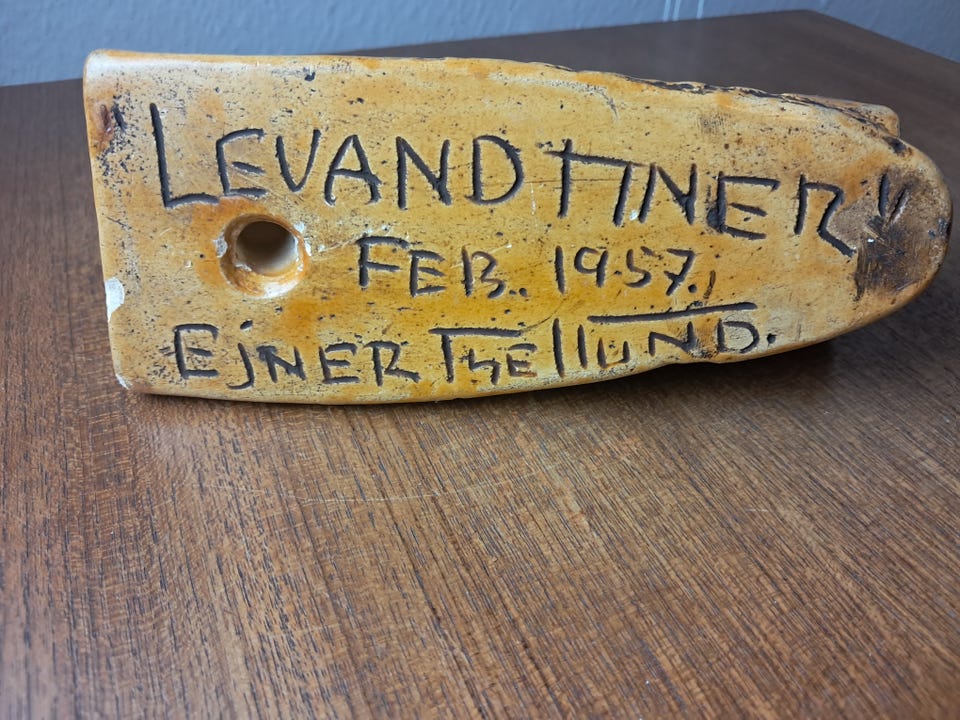 "LEVANDTINER"
FEB. 1957.
EjNER ThEllUND.